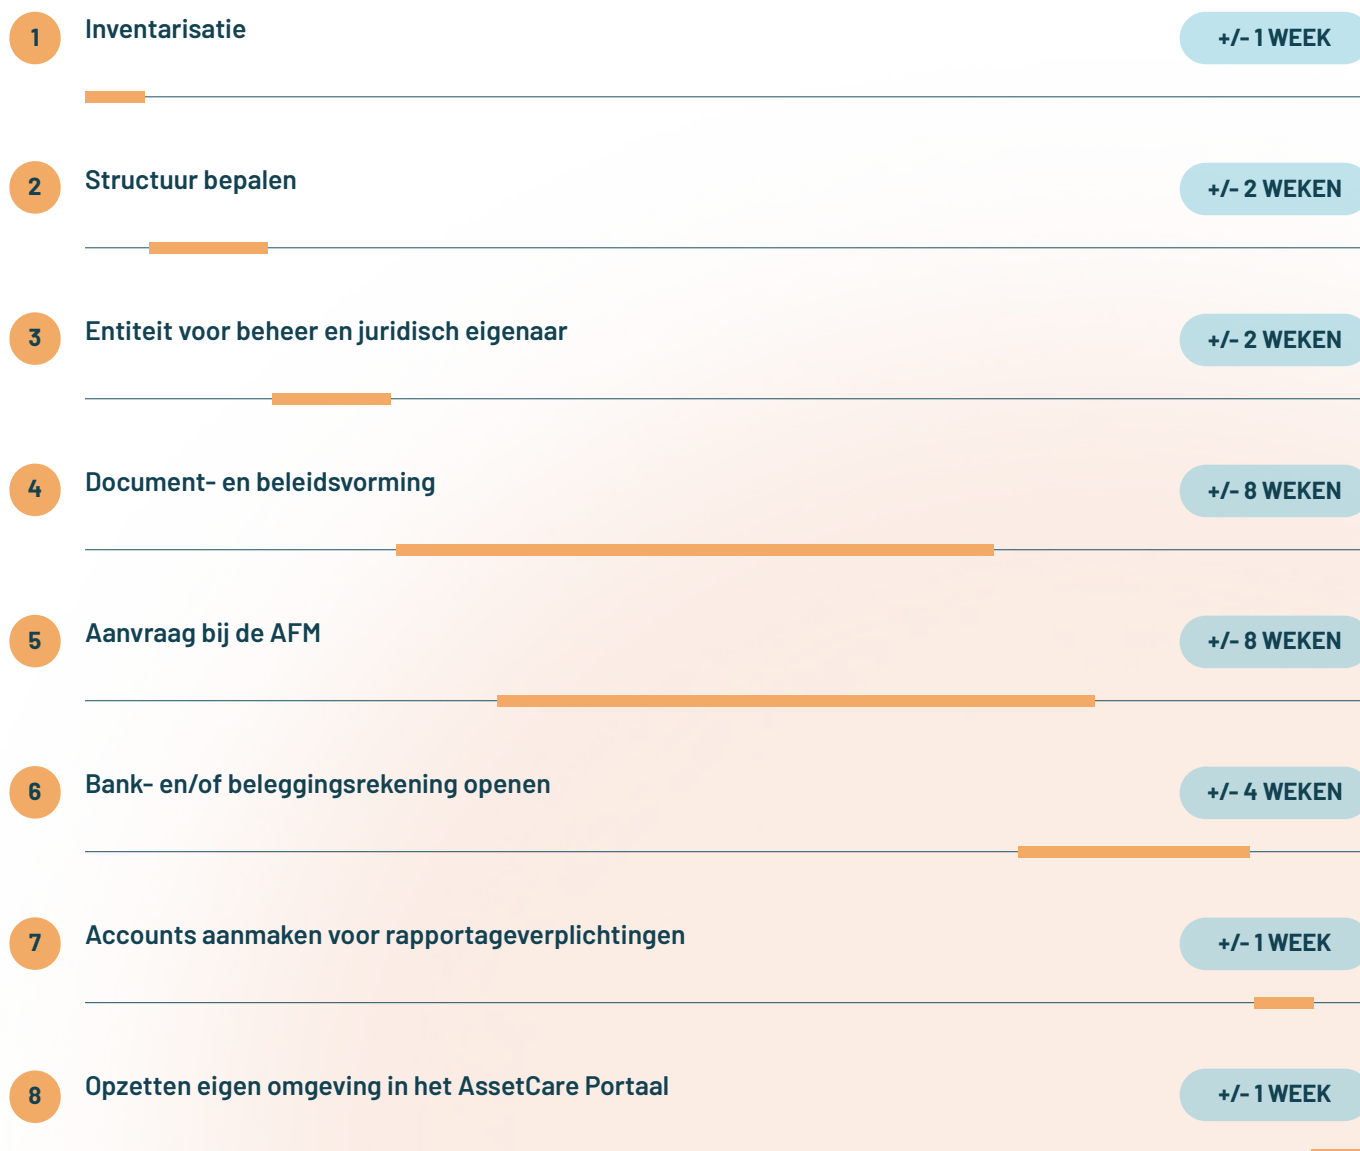 1 Inventarisatie +/- 1 WEEK
2 Structuur bepalen +/- 2 WEKEN
3 Entiteit voor beheer en juridisch eigenaar +/- 2 WEKEN
4 Document- en beleidsvorming +/- 8 WEKEN
5 Aanvraag bij de AFM +/- 8 WEKEN
6 Bank- en/of beleggingsrekening openen +/- 4 WEKEN
7 Accounts aanmaken voor rapportageverplichtingen +/- 1 WEEK
8 Opzetten eigen omgeving in het AssetCare Portaal +/- 1 WEEK